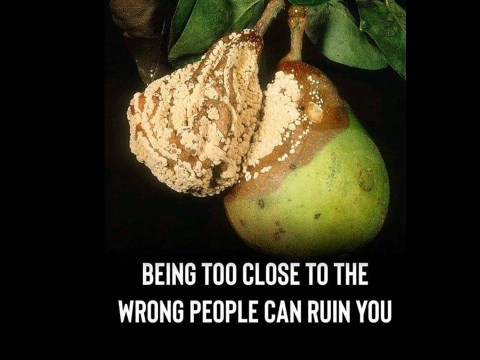 BEING TOO CLOSE TO THE
WRONG PEOPLE CAN RUIN YOU